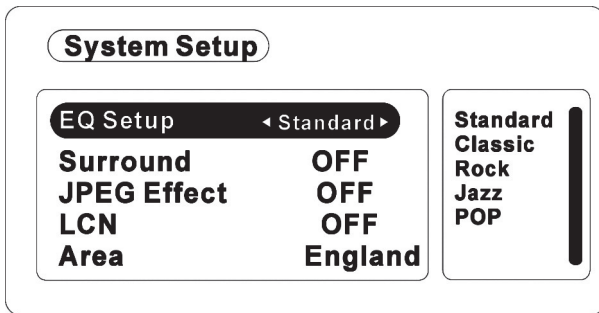 System Setup
EQ Setup ◂ Standard ▸
Surround OFF
JPEG Effect OFF
LCN OFF
Area England
Standard
Classic
Rock
Jazz
POP